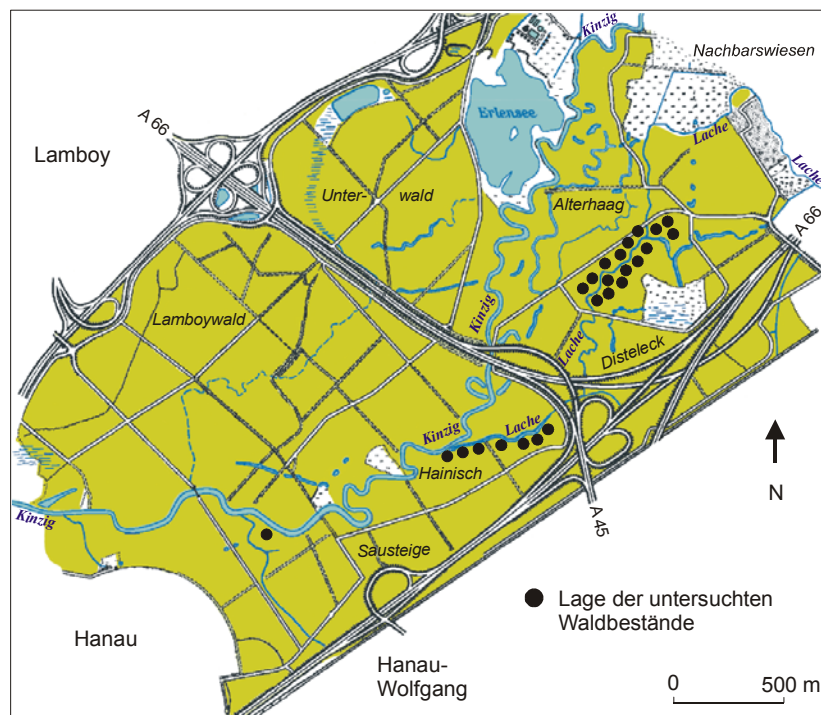 Kinzig
Nachbarswiesen
A 66
Erlensee
Lache
Lamboy
Lache
Unter-
wald
Alterhaag
A 66
Lamboywald
Kinzig
Lache
Disteleck
Kinzig
Lache
Hainisch
N
Kinzig
A 45
Sausteige
Lage der untersuchten
Waldbestände
Hanau
Hanau-
Wolfgang
0
500 m